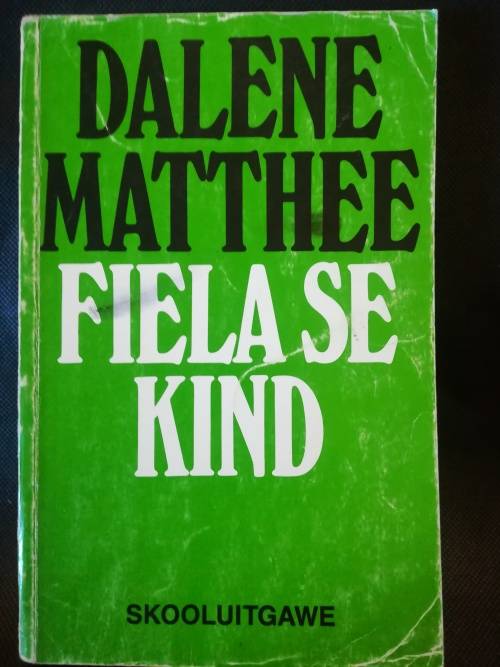 DALENE
MATTHEE
FIELA SE
KIND
SKOOLUITGAWE